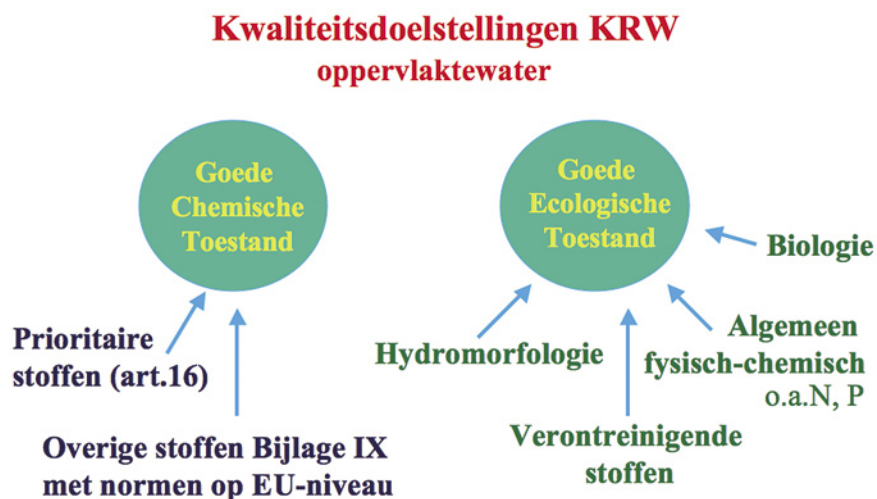 Kwaliteitsdoelstellingen KRW
oppervlaktewater
Goede
Chemische
Toestand
Prioritaire
stoffen (art.16)
Overige stoffen Bijlage IX
met normen op EU-niveau
Goede
Ecologische
Toestand
Biologie
Hydromorfologie
Algemeen
fysisch-chemisch
o.a.N, P
Verontreinigende
stoffen